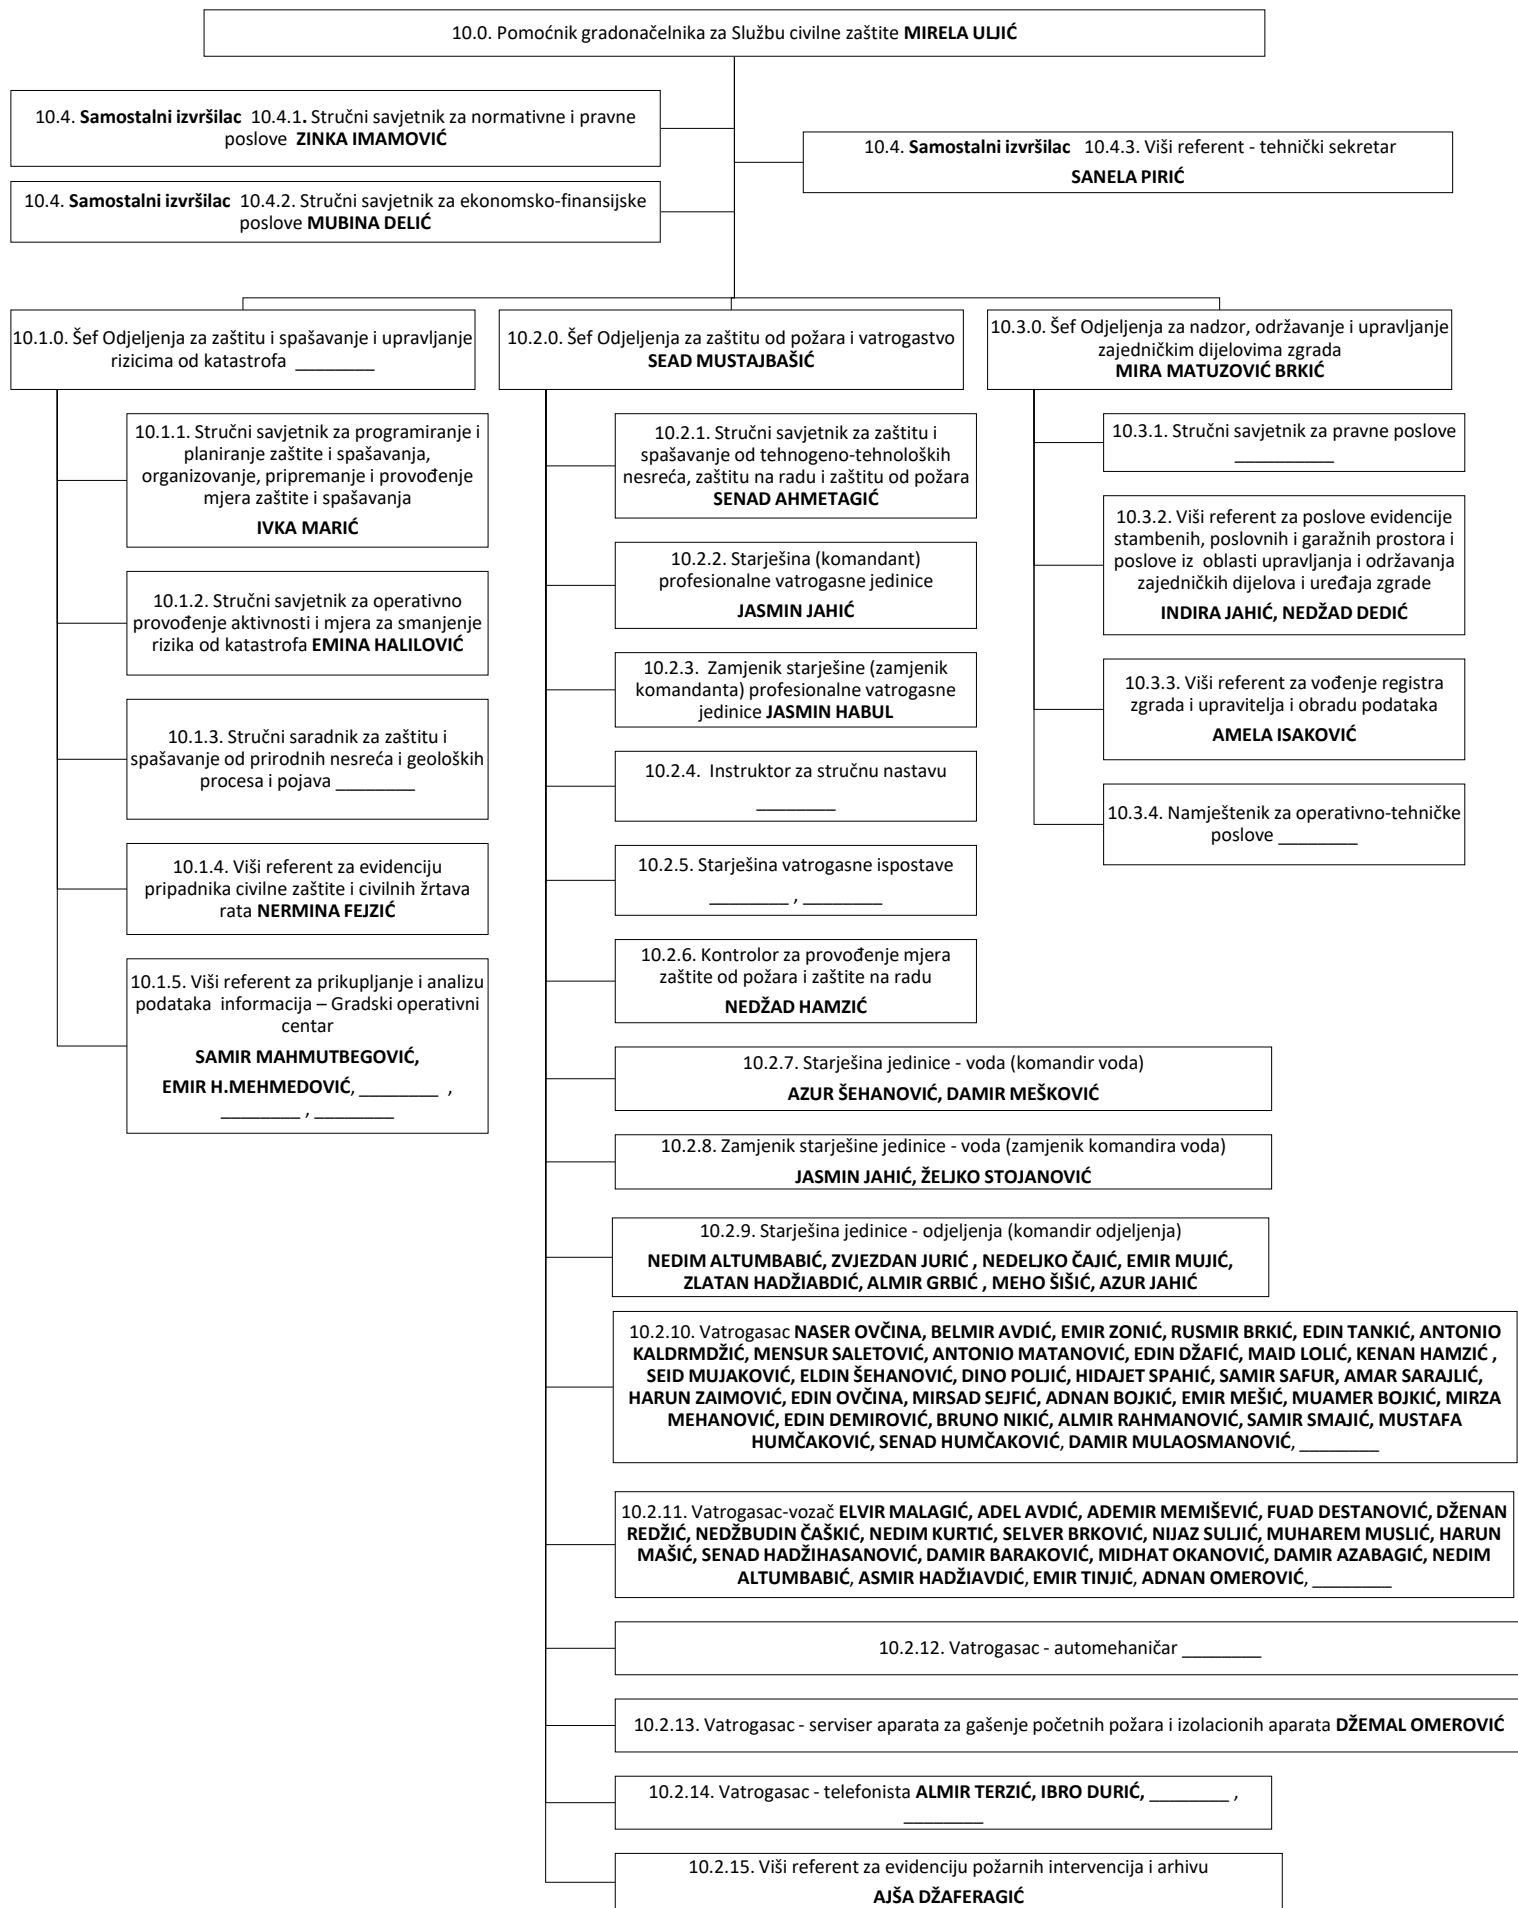 10.0. Pomoćnik gradonačelnika za Službu civilne zaštite MIRELA ULJIĆ
10.4. Samostalni izvršilac 10.4.1. Stručni savjetnik za normativne i pravne
poslove ZINKA IMAMOVIĆ
10.4. Samostalni izvršilac 10.4.3. Viši referent - tehnički sekretar
SANELA PIRIĆ
10.4. Samostalni izvršilac 10.4.2. Stručni savjetnik za ekonomsko-finansijske
poslove MUBINA DELIĆ
10.1.0. Šef Odjeljenja za zaštitu i spašavanje i upravljanje
rizicima od katastrofa ________
10.1.1. Stručni savjetnik za programiranje i
planiranje zaštite i spašavanja,
organizovanje, pripremanje i provođenje
mjera zaštite i spašavanja
IVKA MARIĆ
10.1.2. Stručni savjetnik za operativno
provođenje aktivnosti i mjera za smanjenje
rizika od katastrofa EMINA HALILOVIĆ
10.1.3. Stručni saradnik za zaštitu i
spašavanje od prirodnih nesreća i geoloških
procesa i pojava ________
10.1.4. Viši referent za evidenciju
pripadnika civilne zaštite i civilnih žrtava
rata NERMINA FEJZIĆ
10.1.5. Viši referent za prikupljanje i analizu
podataka informacija – Gradski operativni
centar
SAMIR MAHMUTBEGOVIĆ,
EMIR H.MEHMEDOVIĆ, ________ ,
________ , ________
10.2.0. Šef Odjeljenja za zaštitu od požara i vatrogastvo
SEAD MUSTAJBAŠIĆ
10.2.1. Stručni savjetnik za zaštitu i
spašavanje od tehnogeno-tehnoloških
nesreća, zaštitu na radu i zaštitu od požara
SENAD AHMETAGIĆ
10.2.2. Starješina (komandant)
profesionalne vatrogasne jedinice
JASMIN JAHIĆ
10.2.3. Zamjenik starješine (zamjenik
komandanta) profesionalne vatrogasne
jedinice JASMIN HABUL
10.2.4. Instruktor za stručnu nastavu
________
10.2.5. Starješina vatrogasne ispostave
________ , ________
10.2.6. Kontrolor za provođenje mjera
zaštite od požara i zaštite na radu
NEDŽAD HAMZIĆ
10.2.7. Starješina jedinice - voda (komandir voda)
AZUR ŠEHANOVIĆ, DAMIR MEŠKOVIĆ
10.2.8. Zamjenik starješine jedinice - voda (zamjenik komandira voda)
JASMIN JAHIĆ, ŽELJKO STOJANOVIĆ
10.2.9. Starješina jedinice - odjeljenja (komandir odjeljenja)
NEDIM ALTUMBABIĆ, ZVJEZDAN JURIĆ , NEDELJKO ČAJIĆ, EMIR MUJIĆ,
ZLATAN HADŽIABDIĆ, ALMIR GRBIĆ , MEHO ŠIŠIĆ, AZUR JAHIĆ
10.2.10. Vatrogasac NASER OVČINA, BELMIR AVDIĆ, EMIR ZONIĆ, RUSMIR BRKIĆ, EDIN TANKIĆ, ANTONIO
KALDRMDŽIĆ, MENSUR SALETOVIĆ, ANTONIO MATANOVIĆ, EDIN DŽAFIĆ, MAID LOLIĆ, KENAN HAMZIĆ ,
SEID MUJAKOVIĆ, ELDIN ŠEHANOVIĆ, DINO POLJIĆ, HIDAJET SPAHIĆ, SAMIR SAFUR, AMAR SARAJLIĆ,
HARUN ZAIMOVIĆ, EDIN OVČINA, MIRSAD SEJFIĆ, ADNAN BOJKIĆ, EMIR MEŠIĆ, MUAMER BOJKIĆ, MIRZA
MEHANOVIĆ, EDIN DEMIROVIĆ, BRUNO NIKIĆ, ALMIR RAHMANOVIĆ, SAMIR SMAJIĆ, MUSTAFA
HUMČAKOVIĆ, SENAD HUMČAKOVIĆ, DAMIR MULAOSMANOVIĆ, ________
10.2.11. Vatrogasac-vozač ELVIR MALAGIĆ, ADEL AVDIĆ, ADEMIR MEMIŠEVIĆ, FUAD DESTANOVIĆ, DŽENAN
REDŽIĆ, NEDŽBUDIN ČAŠKIĆ, NEDIM KURTIĆ, SELVER BRKOVIĆ, NIJAZ SULJIĆ, MUHAREM MUSLIĆ, HARUN
MAŠIĆ, SENAD HADŽIHASANOVIĆ, DAMIR BARAKOVIĆ, MIDHAT OKANOVIĆ, DAMIR AZABAGIĆ, NEDIM
ALTUMBABIĆ, ASMIR HADŽIAVDIĆ, EMIR TINJIĆ, ADNAN OMEROVIĆ, ________
10.2.12. Vatrogasac - automehaničar ________
10.2.13. Vatrogasac - serviser aparata za gašenje početnih požara i izolacionih aparata DŽEMAL OMEROVIĆ
10.2.14. Vatrogasac - telefonista ALMIR TERZIĆ, IBRO DURIĆ, ________ ,
________
10.2.15. Viši referent za evidenciju požarnih intervencija i arhivu
AJŠA DŽAFERAGIĆ
10.3.0. Šef Odjeljenja za nadzor, održavanje i upravljanje
zajedničkim dijelovima zgrada
MIRA MATUZOVIĆ BRKIĆ
10.3.1. Stručni savjetnik za pravne poslove
__________
10.3.2. Viši referent za poslove evidencije
stambenih, poslovnih i garažnih prostora i
poslove iz oblasti upravljanja i održavanja
zajedničkih dijelova i uređaja zgrade
INDIRA JAHIĆ, NEDŽAD DEDIĆ
10.3.3. Viši referent za vođenje registra
zgrada i upravitelja i obradu podataka
AMELA ISAKOVIĆ
10.3.4. Namještenik za operativno-tehničke
poslove ________